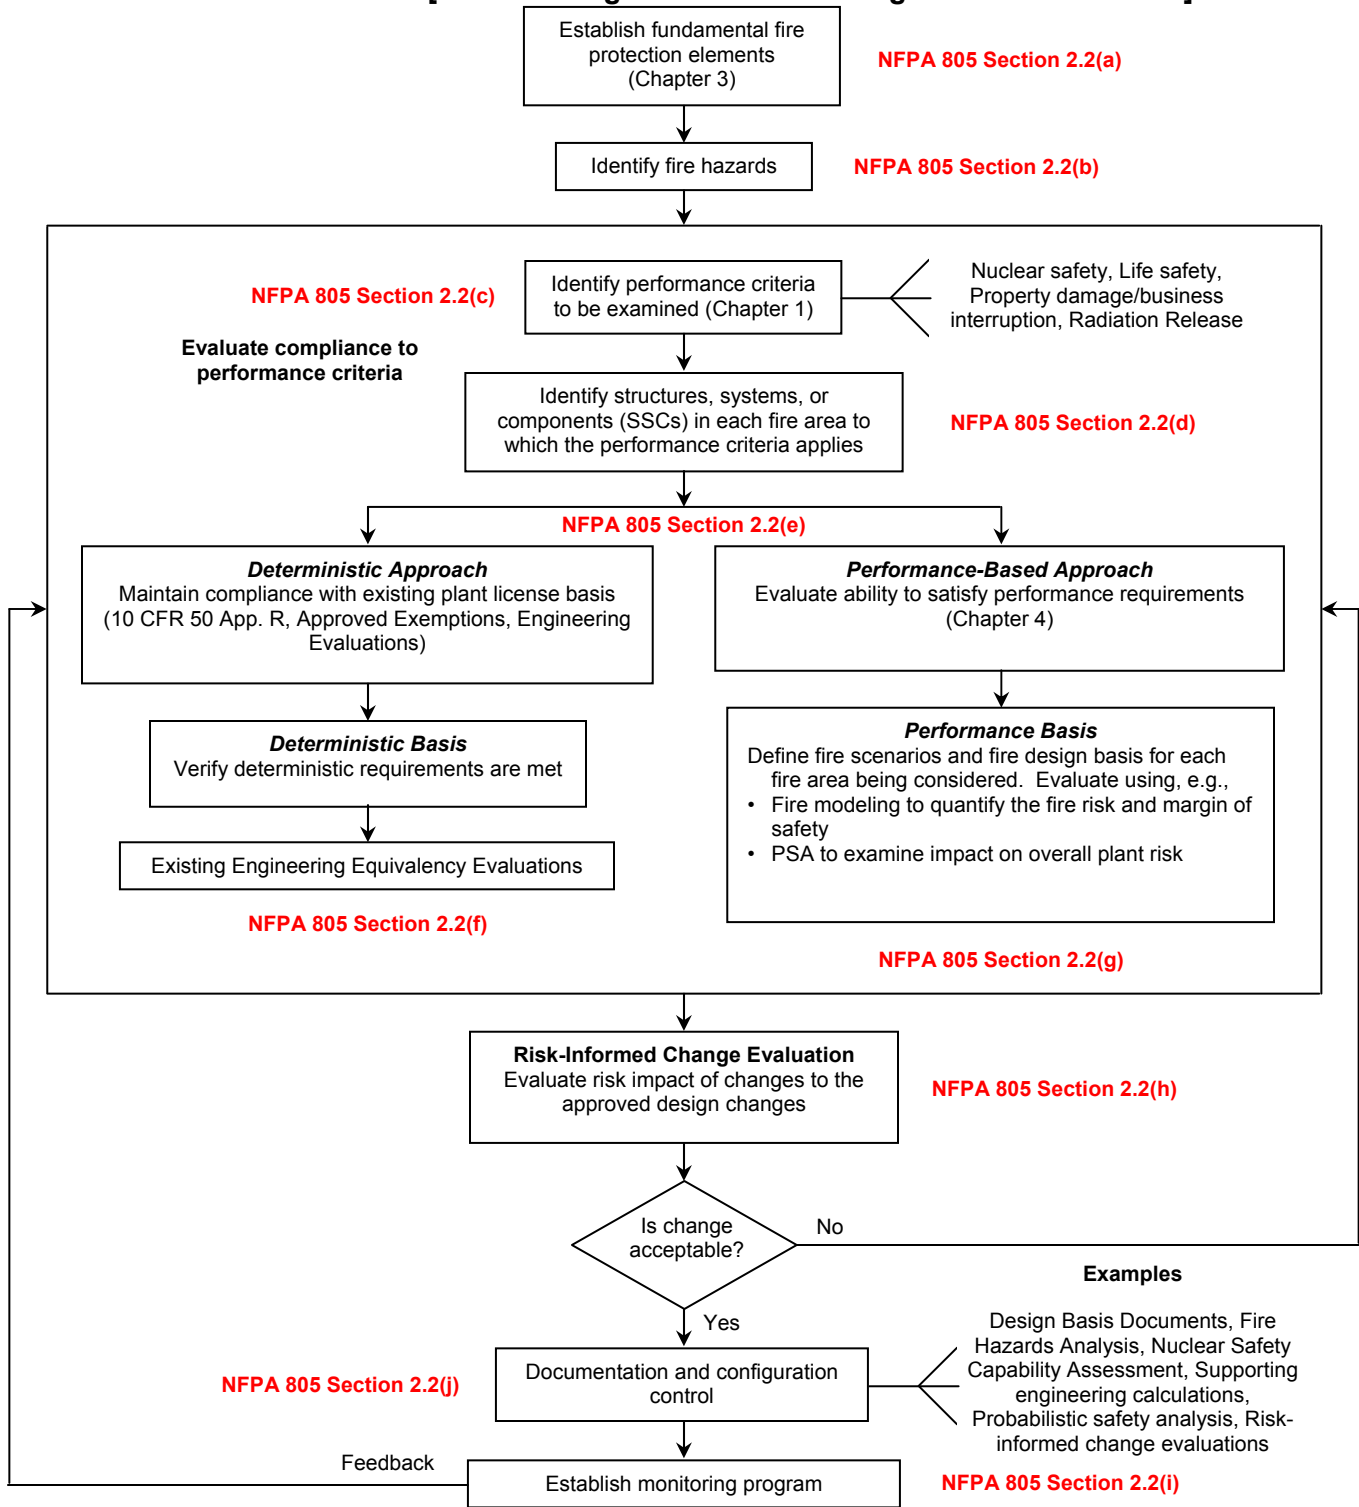 Establish fundamental fire
protection elements
(Chapter 3)
NFPA 805 Section 2.2(a)
Identify fire hazards
NFPA 805 Section 2.2(b)
NFPA 805 Section 2.2(c)
Identify performance criteria
to be examined (Chapter 1)
Nuclear safety, Life safety,
Property damage/business
interruption, Radiation Release
Evaluate compliance to
performance criteria
Identify structures, systems, or
components (SSCs) in each fire area to
which the performance criteria applies
NFPA 805 Section 2.2(d)
NFPA 805 Section 2.2(e)
Deterministic Approach
Maintain compliance with existing plant license basis
(10 CFR 50 App. R, Approved Exemptions, Engineering
Evaluations)
Performance-Based Approach
Evaluate ability to satisfy performance requirements
(Chapter 4)
Deterministic Basis
Verify deterministic requirements are met
Existing Engineering Equivalency Evaluations
NFPA 805 Section 2.2(f)
Performance Basis
Define fire scenarios and fire design basis for each
fire area being considered.  Evaluate using, e.g.,
• Fire modeling to quantify the fire risk and margin of
safety
• PSA to examine impact on overall plant risk
NFPA 805 Section 2.2(g)
Risk-Informed Change Evaluation
Evaluate risk impact of changes to the
approved design changes
NFPA 805 Section 2.2(h)
Is change
acceptable?
No
Yes
Examples
Design Basis Documents, Fire
Hazards Analysis, Nuclear Safety
Capability Assessment, Supporting
engineering calculations,
Probabilistic safety analysis, Risk-
informed change evaluations
NFPA 805 Section 2.2(j)
Documentation and configuration
control
Feedback
Establish monitoring program
NFPA 805 Section 2.2(i)